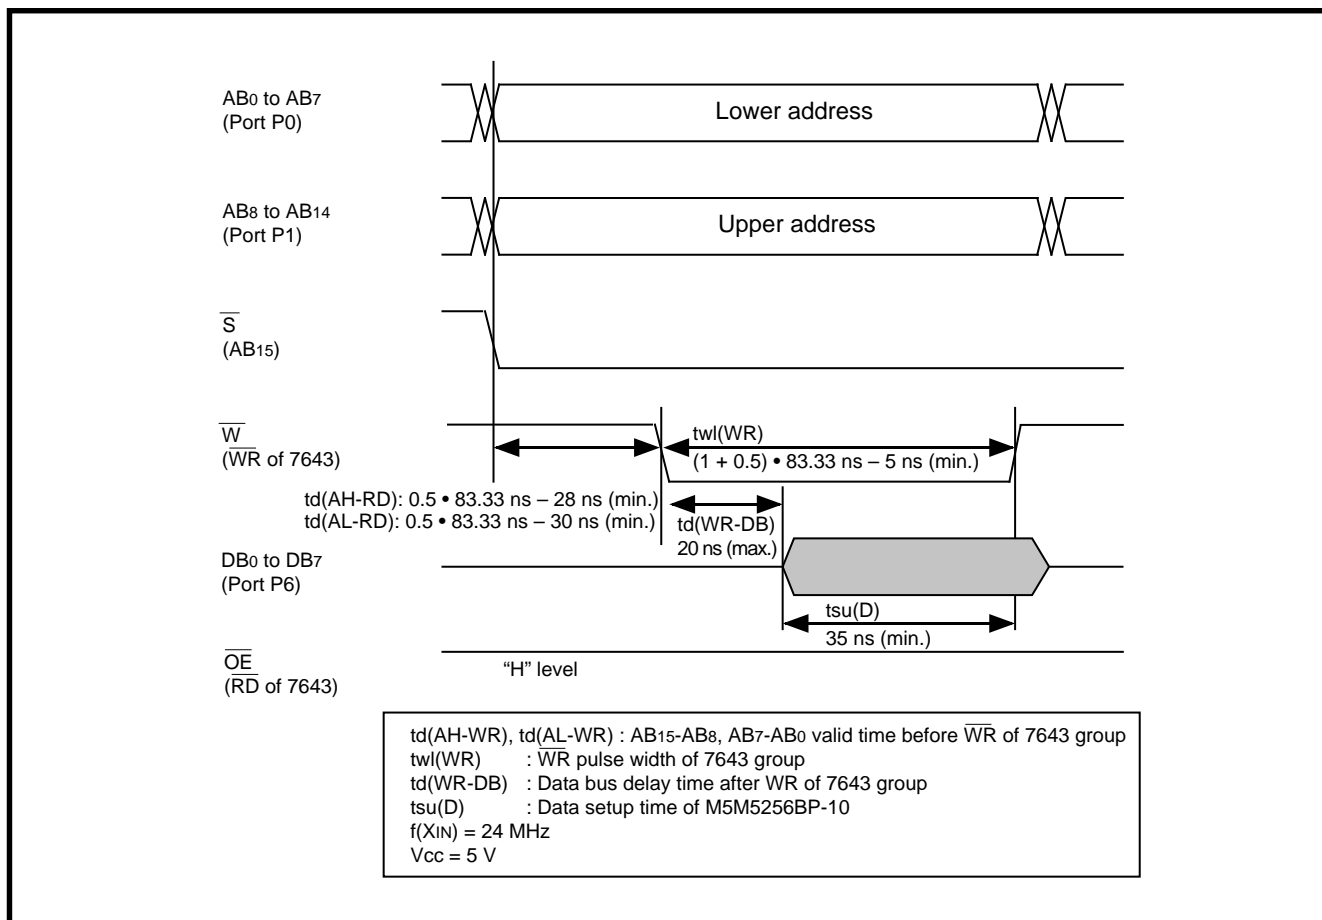 AB0 to AB7
(Port P0)
Lower address
AB8 to AB14
(Port P1)
Upper address
S̅
(AB15)
W̅
(W̅R̅ of 7643)
twl(WR)
(1 + 0.5) • 83.33 ns – 5 ns (min.)
td(AH-RD): 0.5 • 83.33 ns – 28 ns (min.)
td(AL-RD): 0.5 • 83.33 ns – 30 ns (min.)
td(WR-DB)
20 ns (max.)
DB0 to DB7
(Port P6)
tsu(D)
35 ns (min.)
O̅E̅
(R̅D̅ of 7643)
“H” level
td(AH-WR), td(AL-WR) : AB15-AB8, AB7-AB0 valid time before W̅R̅ of 7643 group
twl(WR) : W̅R̅ pulse width of 7643 group
td(WR-DB) : Data bus delay time after WR of 7643 group
tsu(D) : Data setup time of M5M5256BP-10
f(XIN) = 24 MHz
Vcc = 5 V